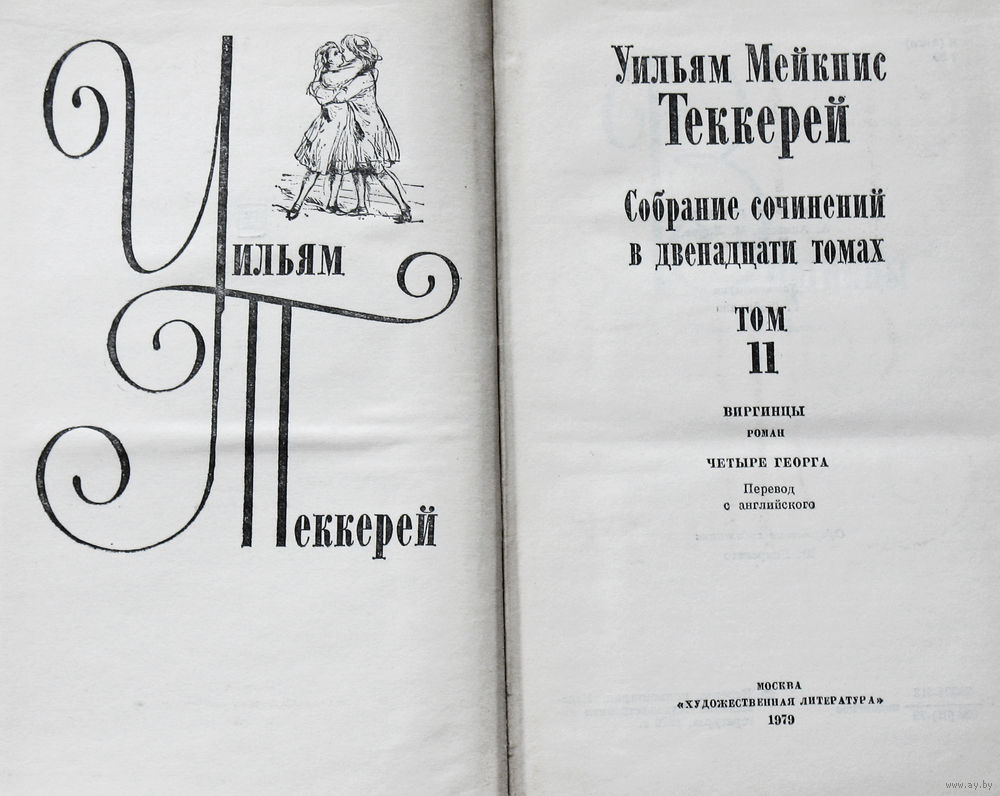 Уильям
Теккерей
Уильям Мейкпис
Теккерей
Собрание сочинений
в двенадцати томах
ТОМ
11
ВИРГИНЦЫ
РОМАН
ЧЕТЫРЕ ГЕОРГА
Перевод
с английского
МОСКВА
«ХУДОЖЕСТВЕННАЯ ЛИТЕРАТУРА»
1979
www.ay.by